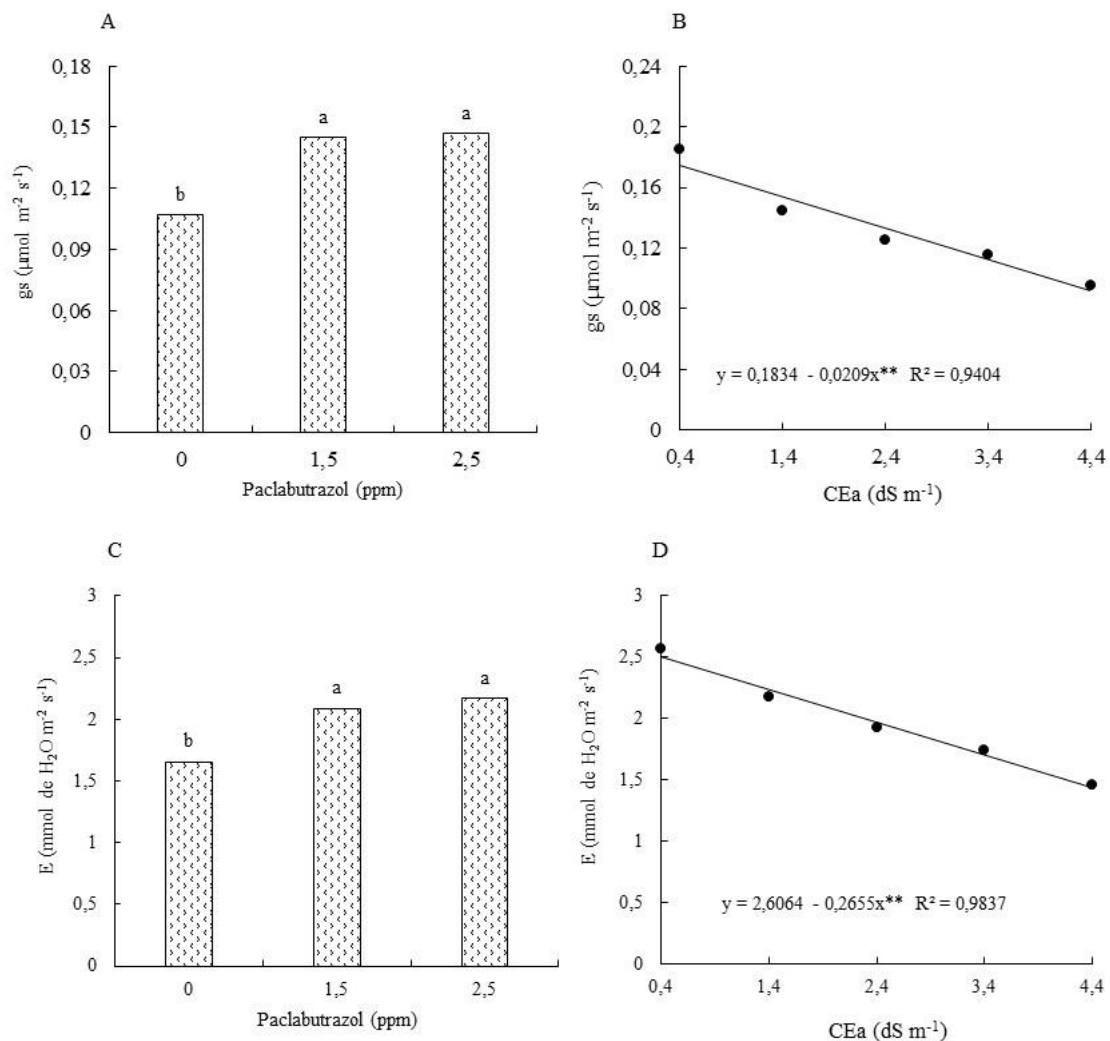 A
gs (µmol m⁻² s⁻¹)
0,18
0,15
0,12
0,09
0,06
0,03
0
b
a
a
0
1,5
2,5
Paclabutrazol (ppm)
B
gs (µmol m⁻² s⁻¹)
0,24
0,2
0,16
0,12
0,08
0,04
0
y = 0,1834 - 0,0209x** R² = 0,9404
0,4
1,4
2,4
3,4
4,4
CEa (dS m⁻¹)
C
E (mmol de H₂O m⁻² s⁻¹)
3
2,5
2
1,5
1
0,5
0
b
a
a
0
1,5
2,5
Paclabutrazol (ppm)
D
E (mmol de H₂O m⁻² s⁻¹)
3
2,5
2
1,5
1
0,5
0
y = 2,6064 - 0,2655x** R² = 0,9837
0,4
1,4
2,4
3,4
4,4
CEa (dS m⁻¹)